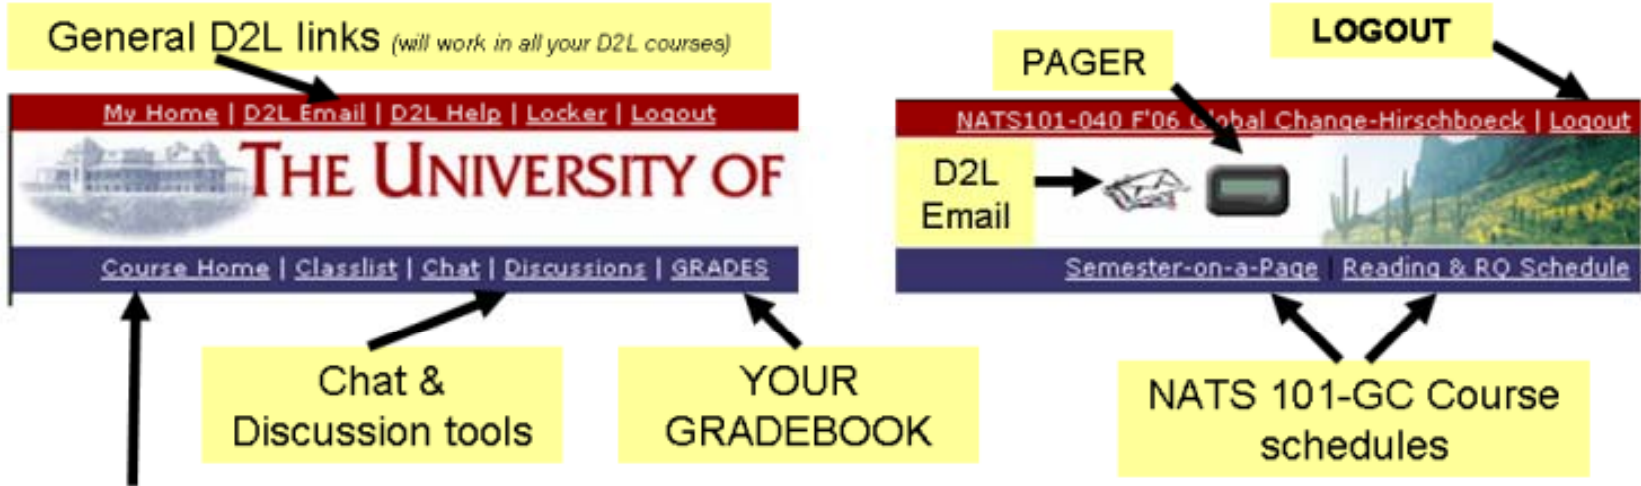 General D2L links (will work in all your D2L courses)
My Home | D2L Email | D2L Help | Locker | Logout
THE UNIVERSITY OF
Course Home | Classlist | Chat | Discussions | GRADES
Chat &
Discussion tools
YOUR
GRADEBOOK
PAGER
LOGOUT
NATS101-040 F'06 Global Change-Hirschboeck | Logout
D2L
Email
Semester-on-a-Page | Reading & RQ Schedule
NATS 101-GC Course
schedules